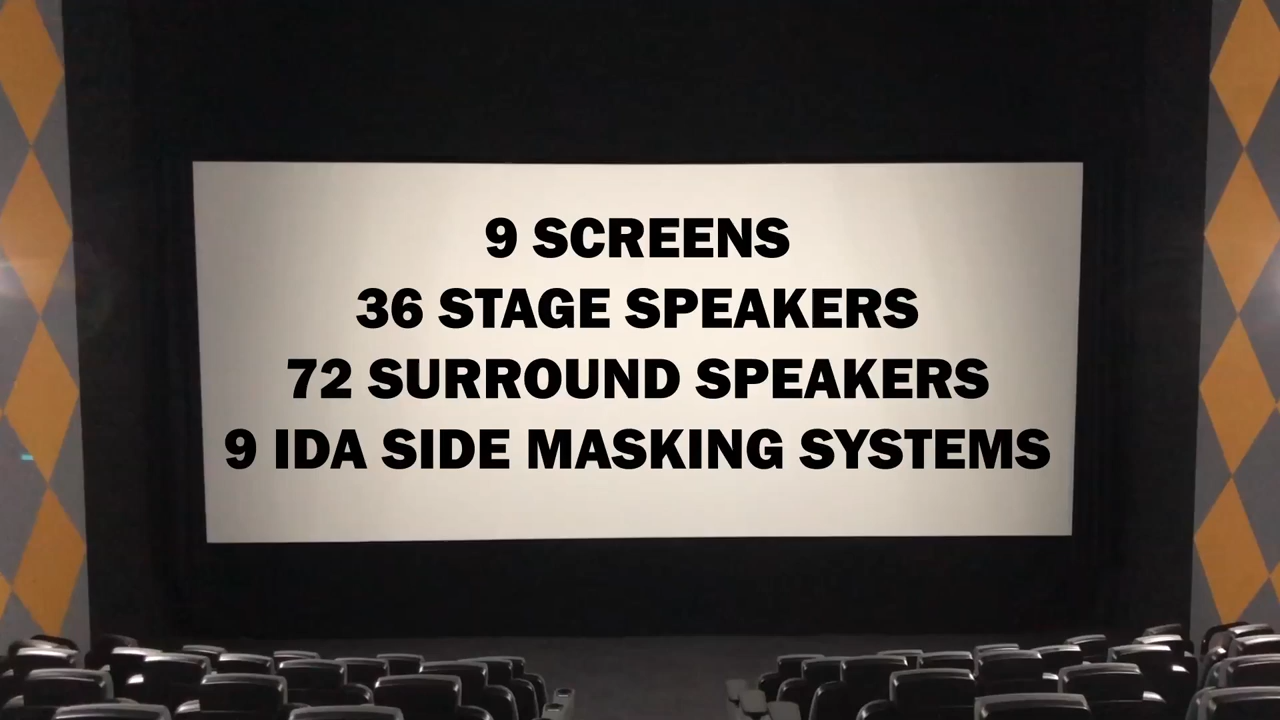 9 SCREENS
36 STAGE SPEAKERS
72 SURROUND SPEAKERS
9 IDA SIDE MASKING SYSTEMS